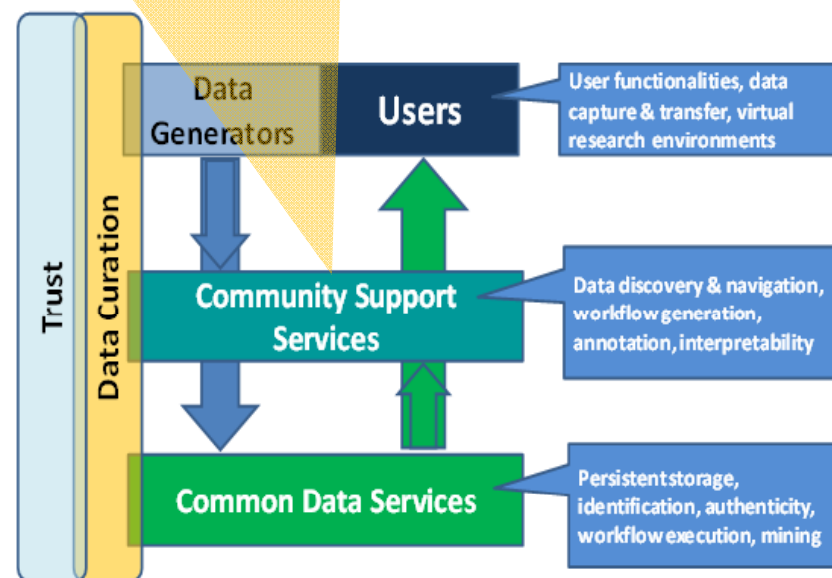 Trust
Data Curation
Data
Generators
Users
User functionalities, data
capture & transfer, virtual
research environments
Community Support
Services
Data discovery & navigation,
workflow generation,
annotation, interpretability
Common Data Services
Persistent storage,
identification, authenticity,
workflow execution, mining